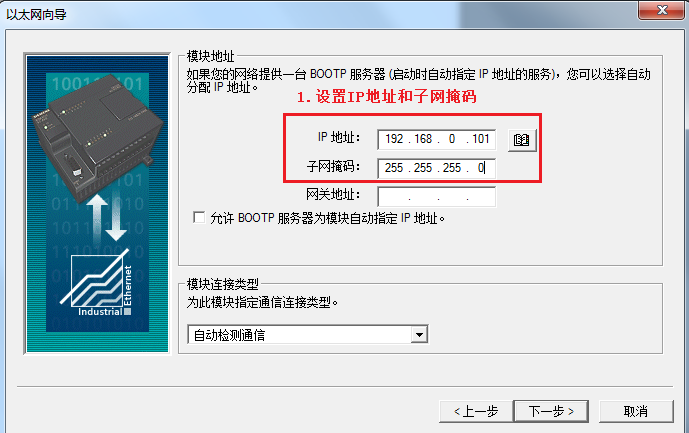 以太网向导
模块地址
如果您的网络提供一台 BOOTP 服务器 (启动时自动指定 IP 地址的服务)，您可以选择自动
分配 IP 地址。
1.设置IP地址和子网掩码
IP 地址: 192 . 168 . 0 . 101
子网掩码: 255 . 255 . 255 . 0
网关地址: . . .
允许 BOOTP 服务器为模块自动指定 IP 地址。
模块连接类型
为此模块指定通信连接类型。
自动检测通信
Industrial Ethernet
<上一步
下一步>
取消